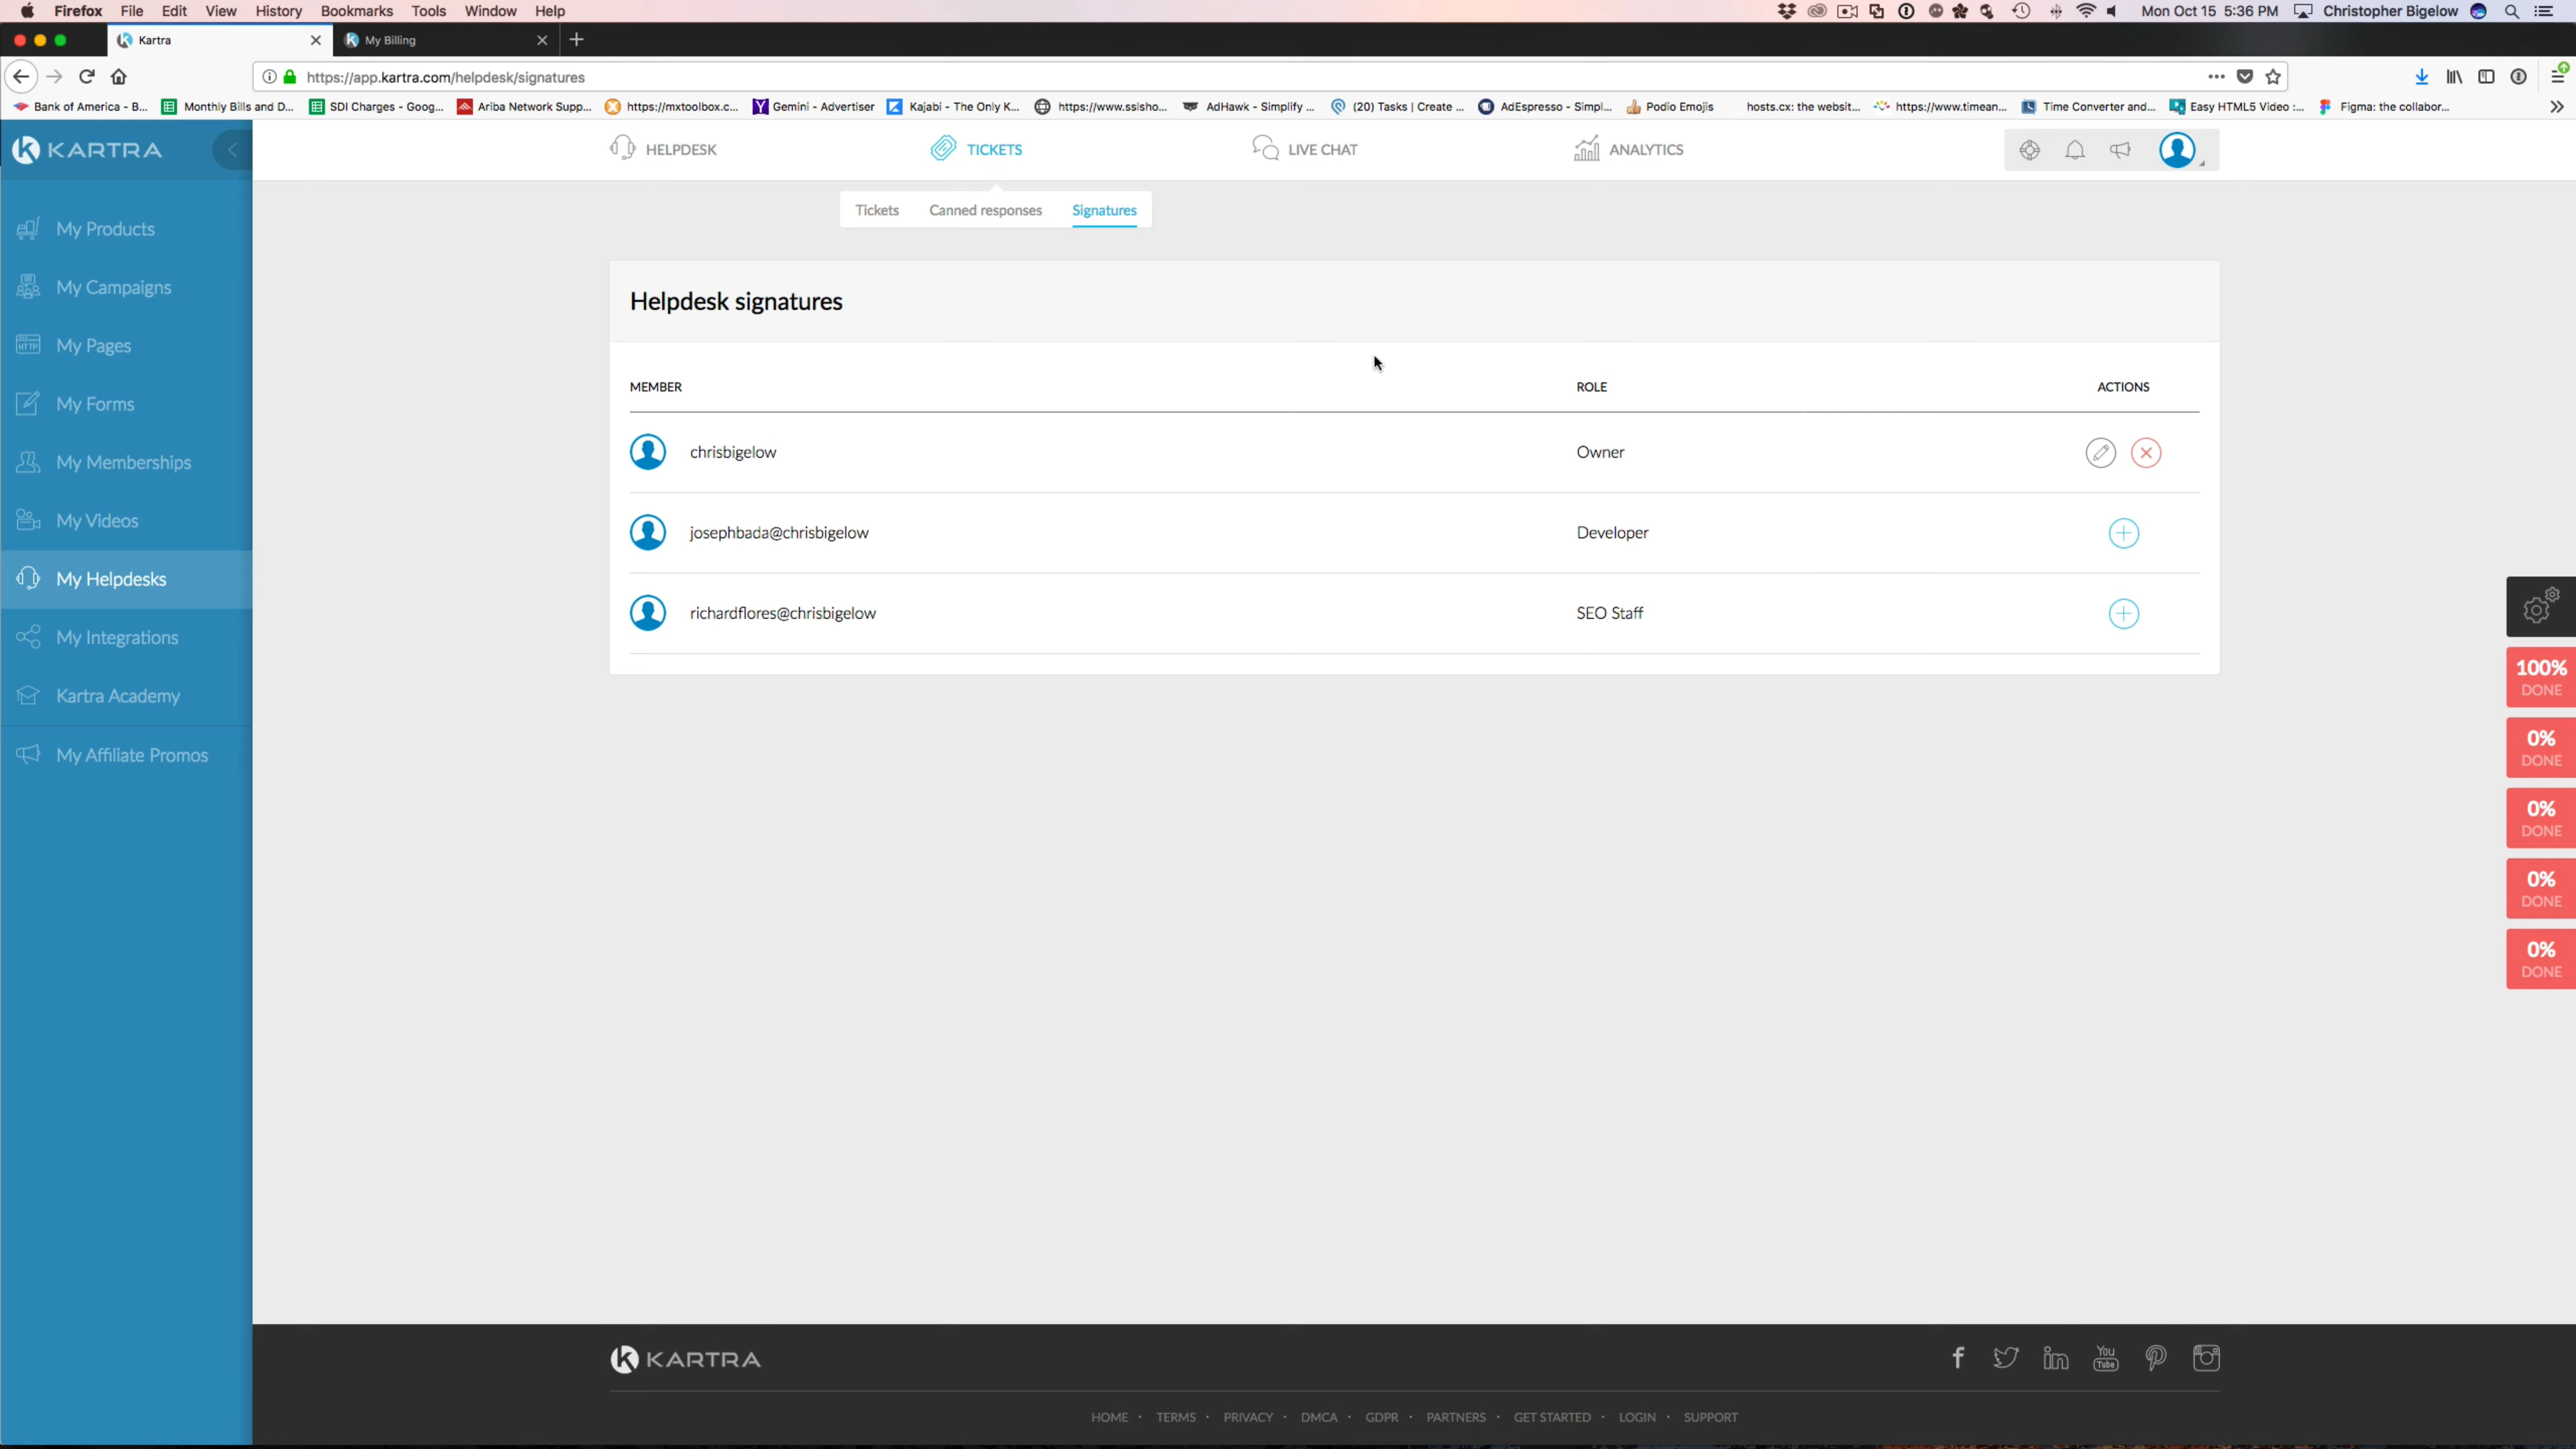 Firefox File Edit View History Bookmarks Tools Window Help Mon Oct 15 5:36 PM Christopher Bigelow
Kartra My Billing
https://app.kartra.com/helpdesk/signatures
Bank of America - B... Monthly Bills and D... SDI Charges - Goog... Ariba Network Supp... https://mxtoolbox.c... Gemini - Advertiser Kajabi - The Only K... https://www.sslsho... AdHawk - Simplify ... (20) Tasks | Create ... AdEspresso - Simpl... Podio Emojis hosts.cx: the websit... https://www.timean... Time Converter and... Easy HTML5 Video :... Figma: the collabor...
KARTRA
HELPDESK TICKETS LIVE CHAT ANALYTICS
Tickets Canned responses Signatures
My Products
My Campaigns
HTTP My Pages
My Forms
My Memberships
My Videos
My Helpdesks
My Integrations
Kartra Academy
My Affiliate Promos
Helpdesk signatures
MEMBER ROLE ACTIONS
chrisbigelow Owner
josephbada@chrisbigelow Developer
richardflores@chrisbigelow SEO Staff
100%
DONE
0%
DONE
0%
DONE
0%
DONE
0%
DONE
KARTRA
You
Tube
HOME · TERMS · PRIVACY · DMCA · GDPR · PARTNERS · GET STARTED · LOGIN · SUPPORT